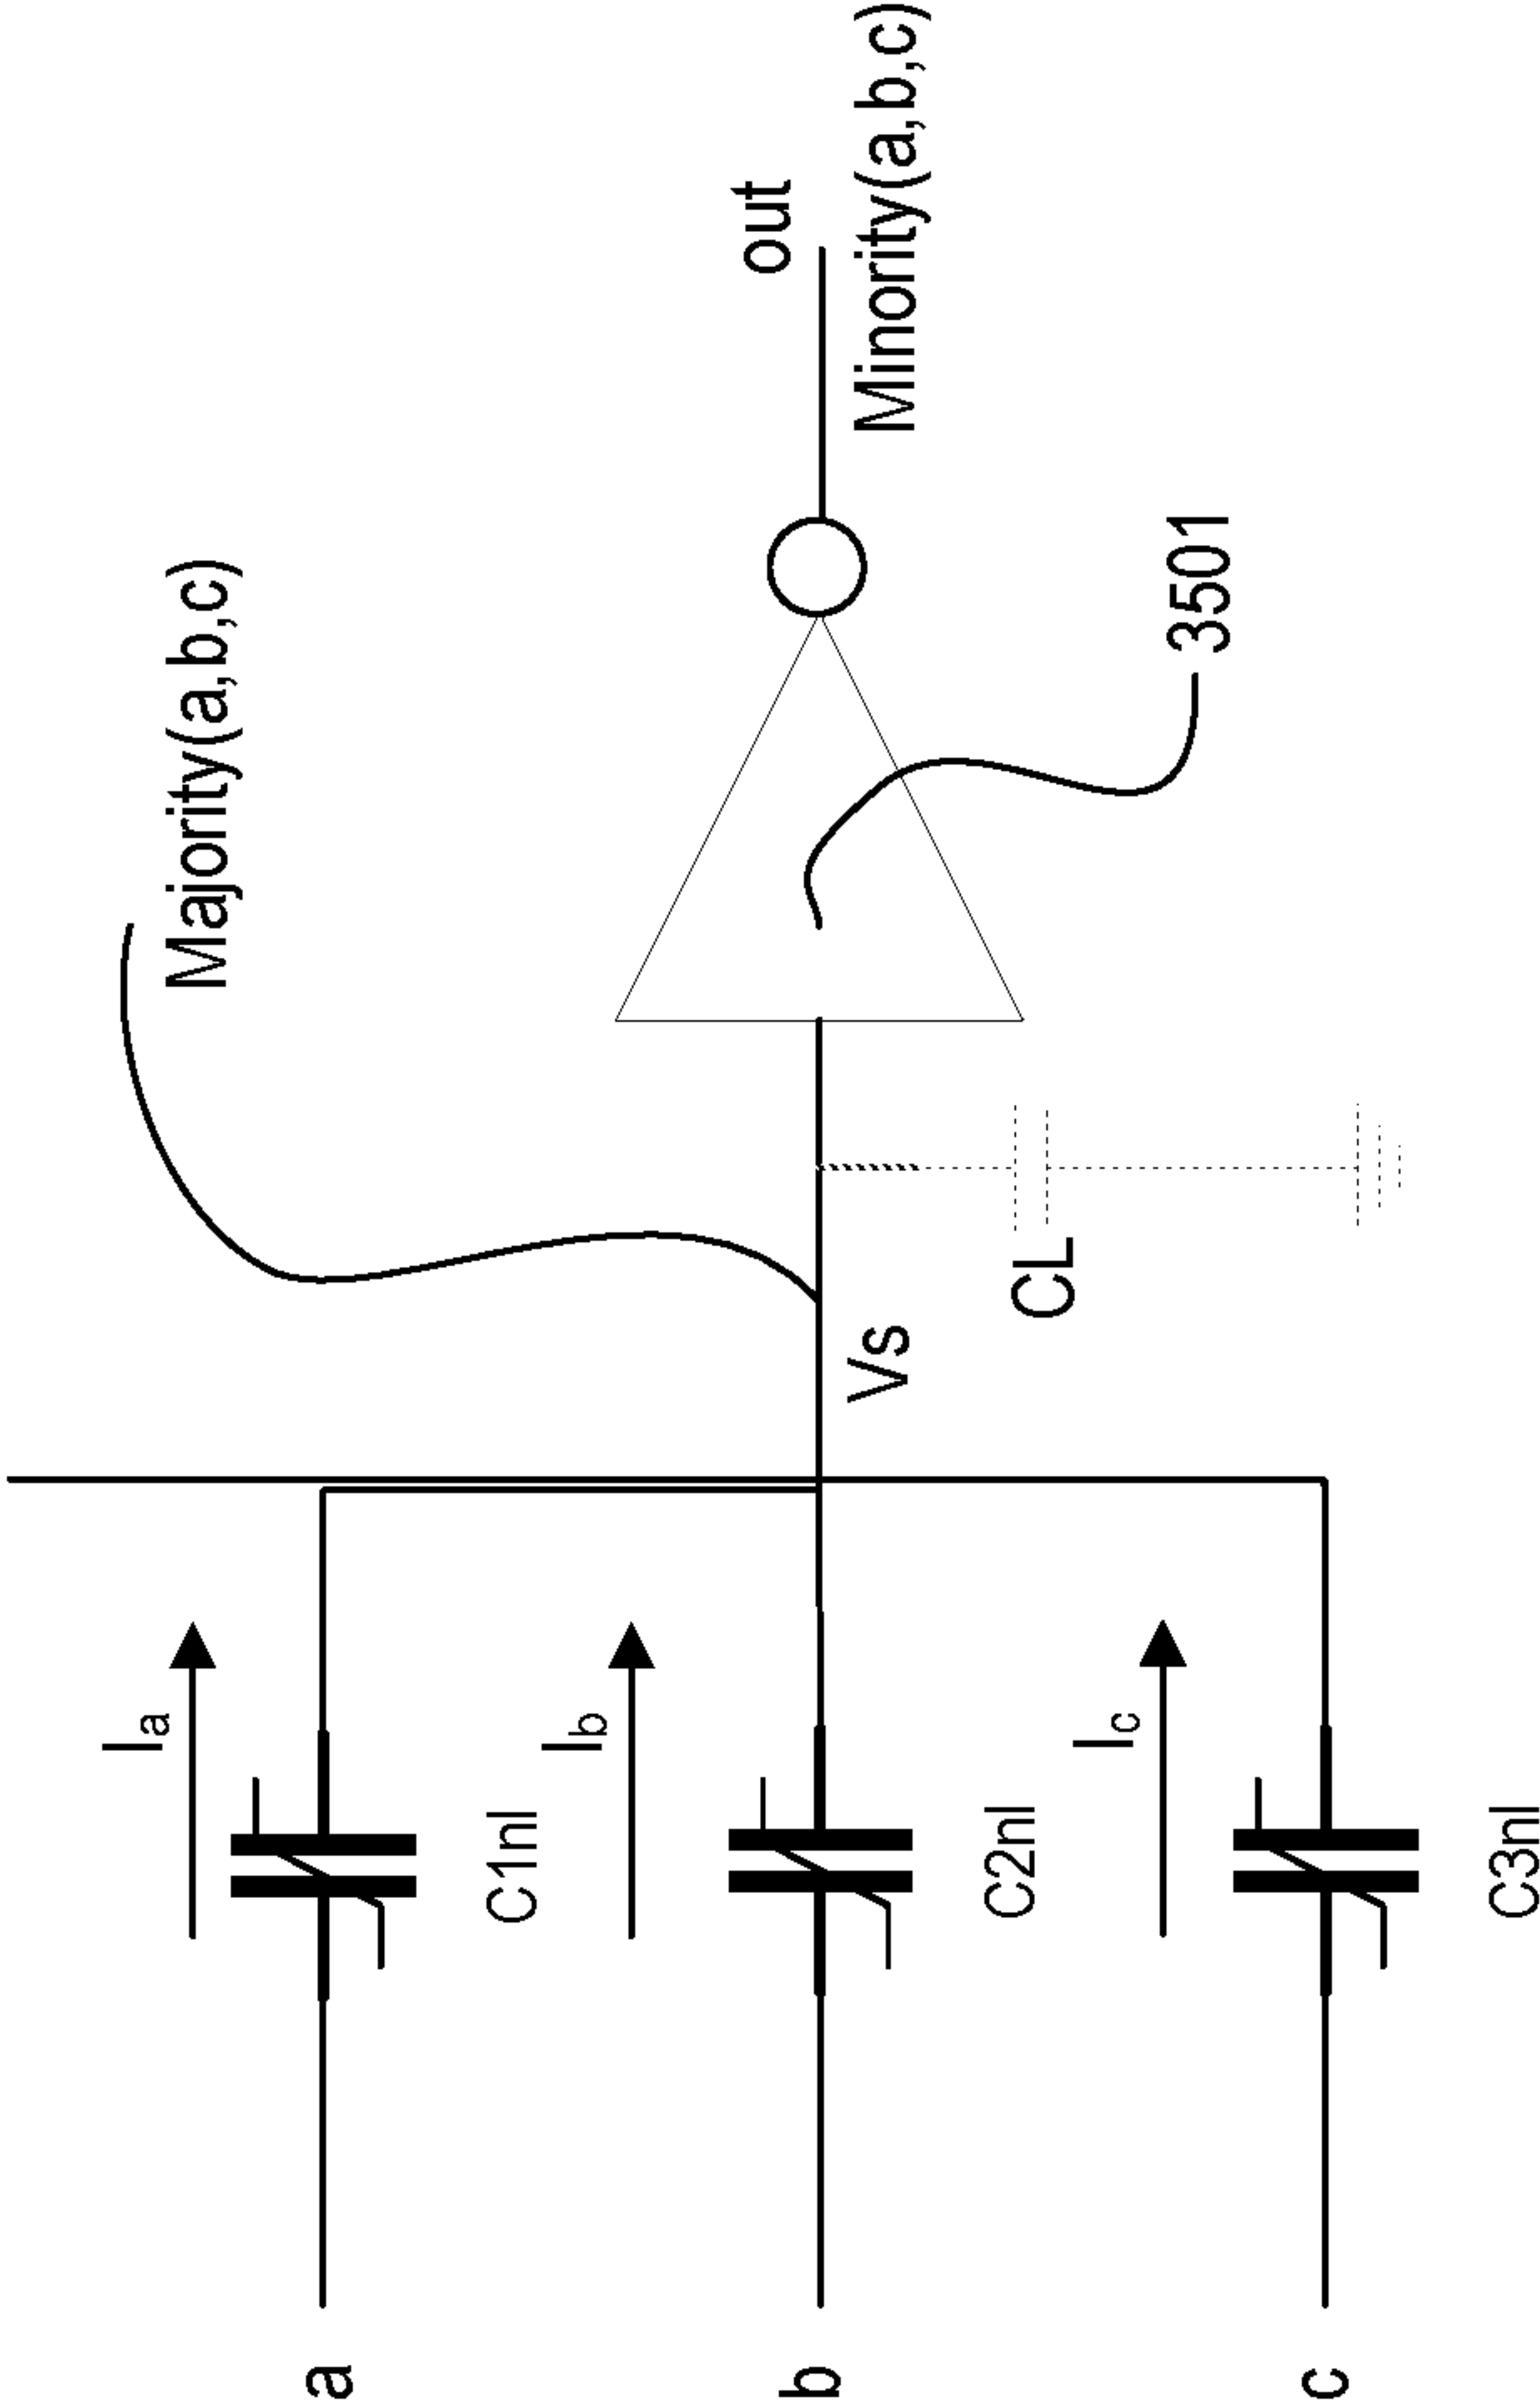 Majority(a,b,c)
Ia
a
C1nl
out
Ib
Vs
Minority(a,b,c)
b
C2nl
CL
3501
Ic
c
C3nl